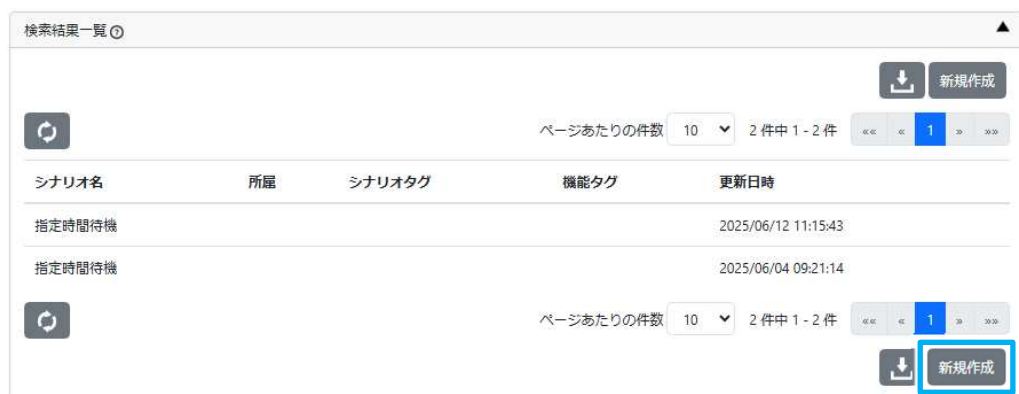 検索結果一覧 ?
新規作成
ページあたりの件数 10 2 件中 1 - 2 件 «« « 1 » »»
シナリオ名 所属 シナリオタグ 機能タグ 更新日時
指定時間待機 2025/06/12 11:15:43
指定時間待機 2025/06/04 09:21:14
ページあたりの件数 10 2 件中 1 - 2 件 «« « 1 » »»
新規作成